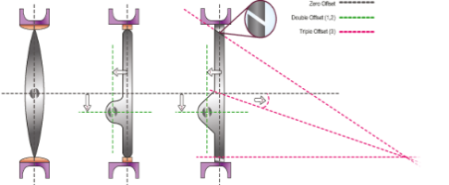 Zero Offset
Double Offset (1,2)
Triple Offset (3)